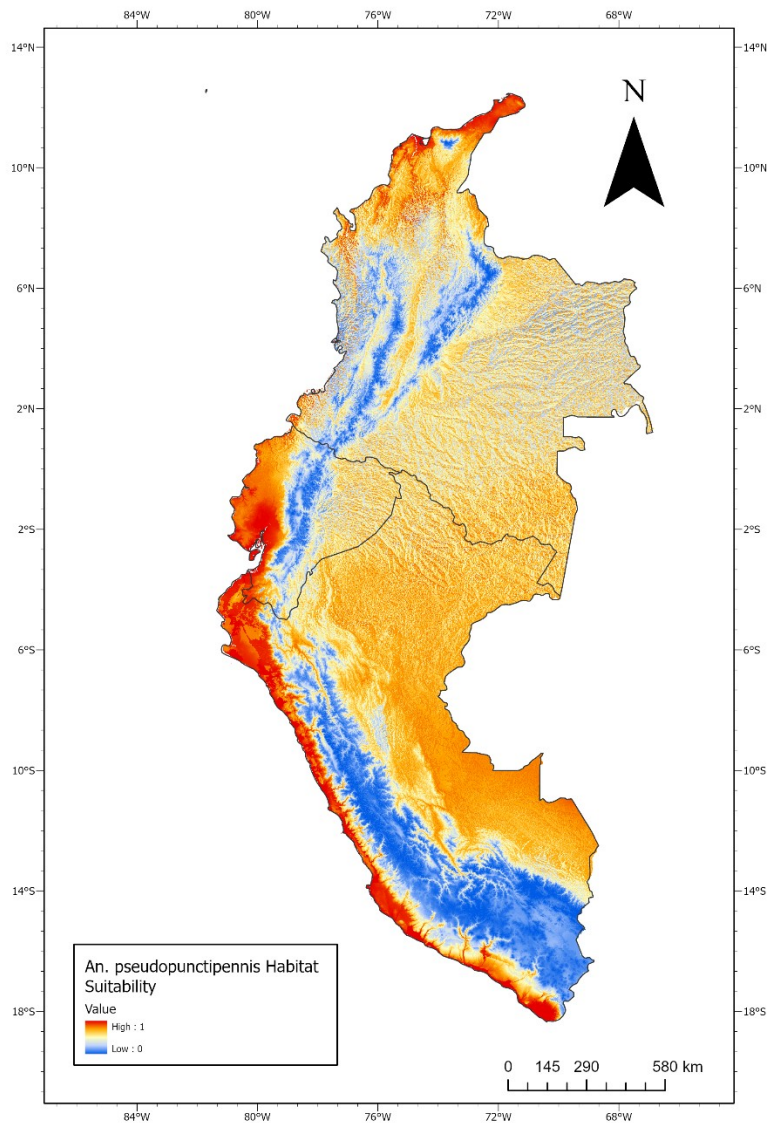 84°W 80°W 76°W 72°W 68°W
14°N 14°N
N
10°N 10°N
6°N 6°N
2°N 2°N
2°S 2°S
6°S 6°S
10°S 10°S
14°S 14°S
An. pseudopunctipennis Habitat
Suitability
Value
High : 1
Low : 0
18°S 18°S
0 145 290 580 km
84°W 80°W 76°W 72°W 68°W